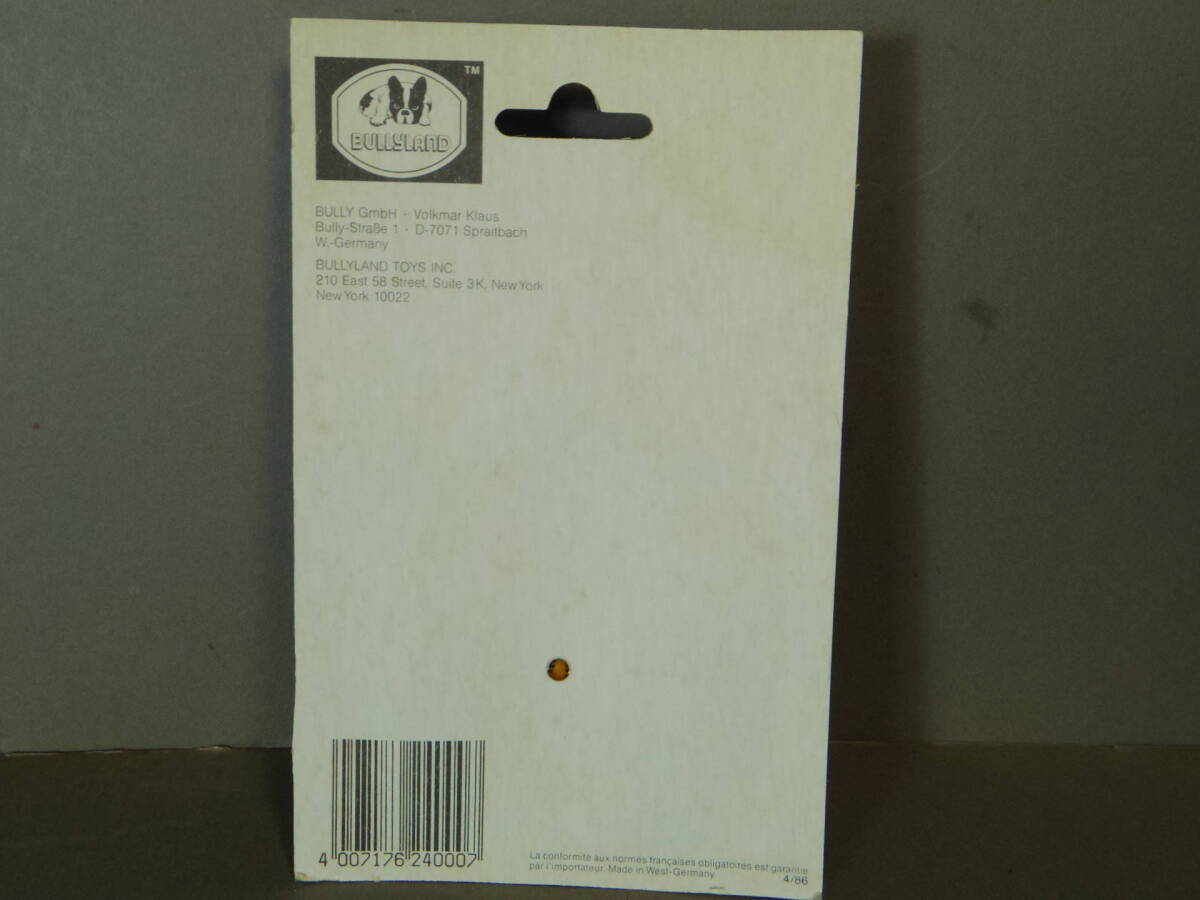 TM
BULLYLAND
BULLY GmbH - Volkmar Klaus
Bully-Straße 1 · D-7071 Spraitbach
W.-Germany
BULLYLAND TOYS INC.
210 East 58 Street, Suite 3K, New York
New York 10022
4 007176 240007
La conformité aux normes françaises obligatoires est garantie
par l'importateur. Made in West-Germany
4/86